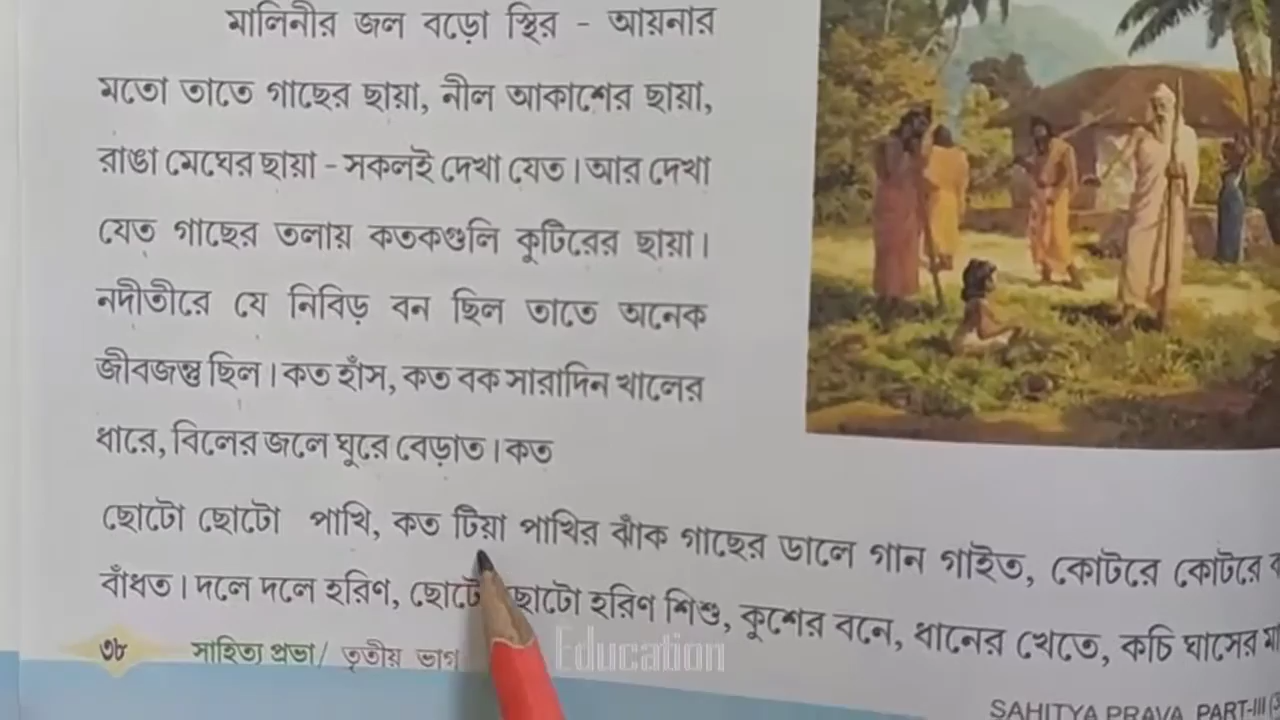 মালিনীর জল বড়ো স্থির - আয়নার
মতো তাতে গাছের ছায়া, নীল আকাশের ছায়া,
রাঙা মেঘের ছায়া - সকলই দেখা যেত। আর দেখা
যেত গাছের তলায় কতকগুলি কুটিরের ছায়া।
নদীতীরে যে নিবিড় বন ছিল তাতে অনেক
জীবজন্তু ছিল। কত হাঁস, কত বক সারাদিন খালের
ধারে, বিলের জলে ঘুরে বেড়াত। কত
ছোটো ছোটো পাখি, কত টিয়া পাখির ঝাঁক গাছের ডালে গান গাইত, কোটরে কোটরে
বাঁধত। দলে দলে হরিণ, ছোটো ছোটো হরিণ শিশু, কুশের বনে, ধানের খেতে, কচি ঘাসের
৩৮ সাহিত্য প্রভা/ তৃতীয় ভাগ
Education
SAHITYA PRAVA, PART-III